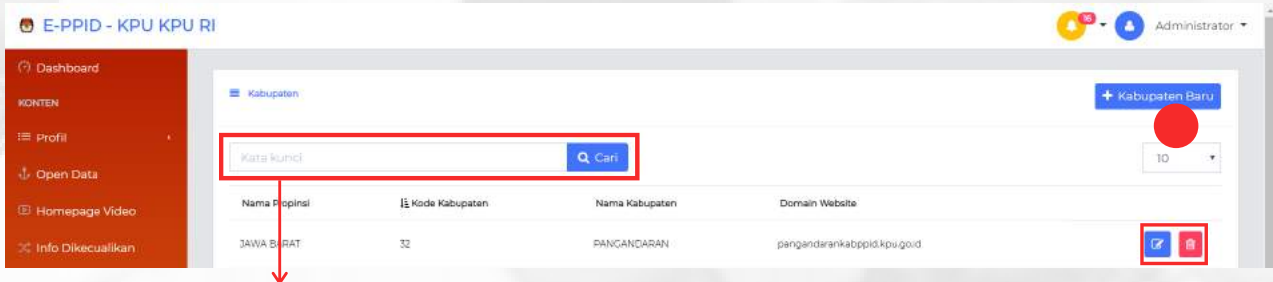 E-PPID - KPU KPU RI
16
Administrator
Dashboard
KONTEN
Profil
Open Data
Homepage Video
Info Dikecualikan
Kabupaten
+ Kabupaten Baru
Kata kunci
Cari
10
Nama Propinsi
Kode Kabupaten
Nama Kabupaten
Domain Website
JAWA BARAT
32
PANGANDARAN
pangandarankabppid.kpu.go.id